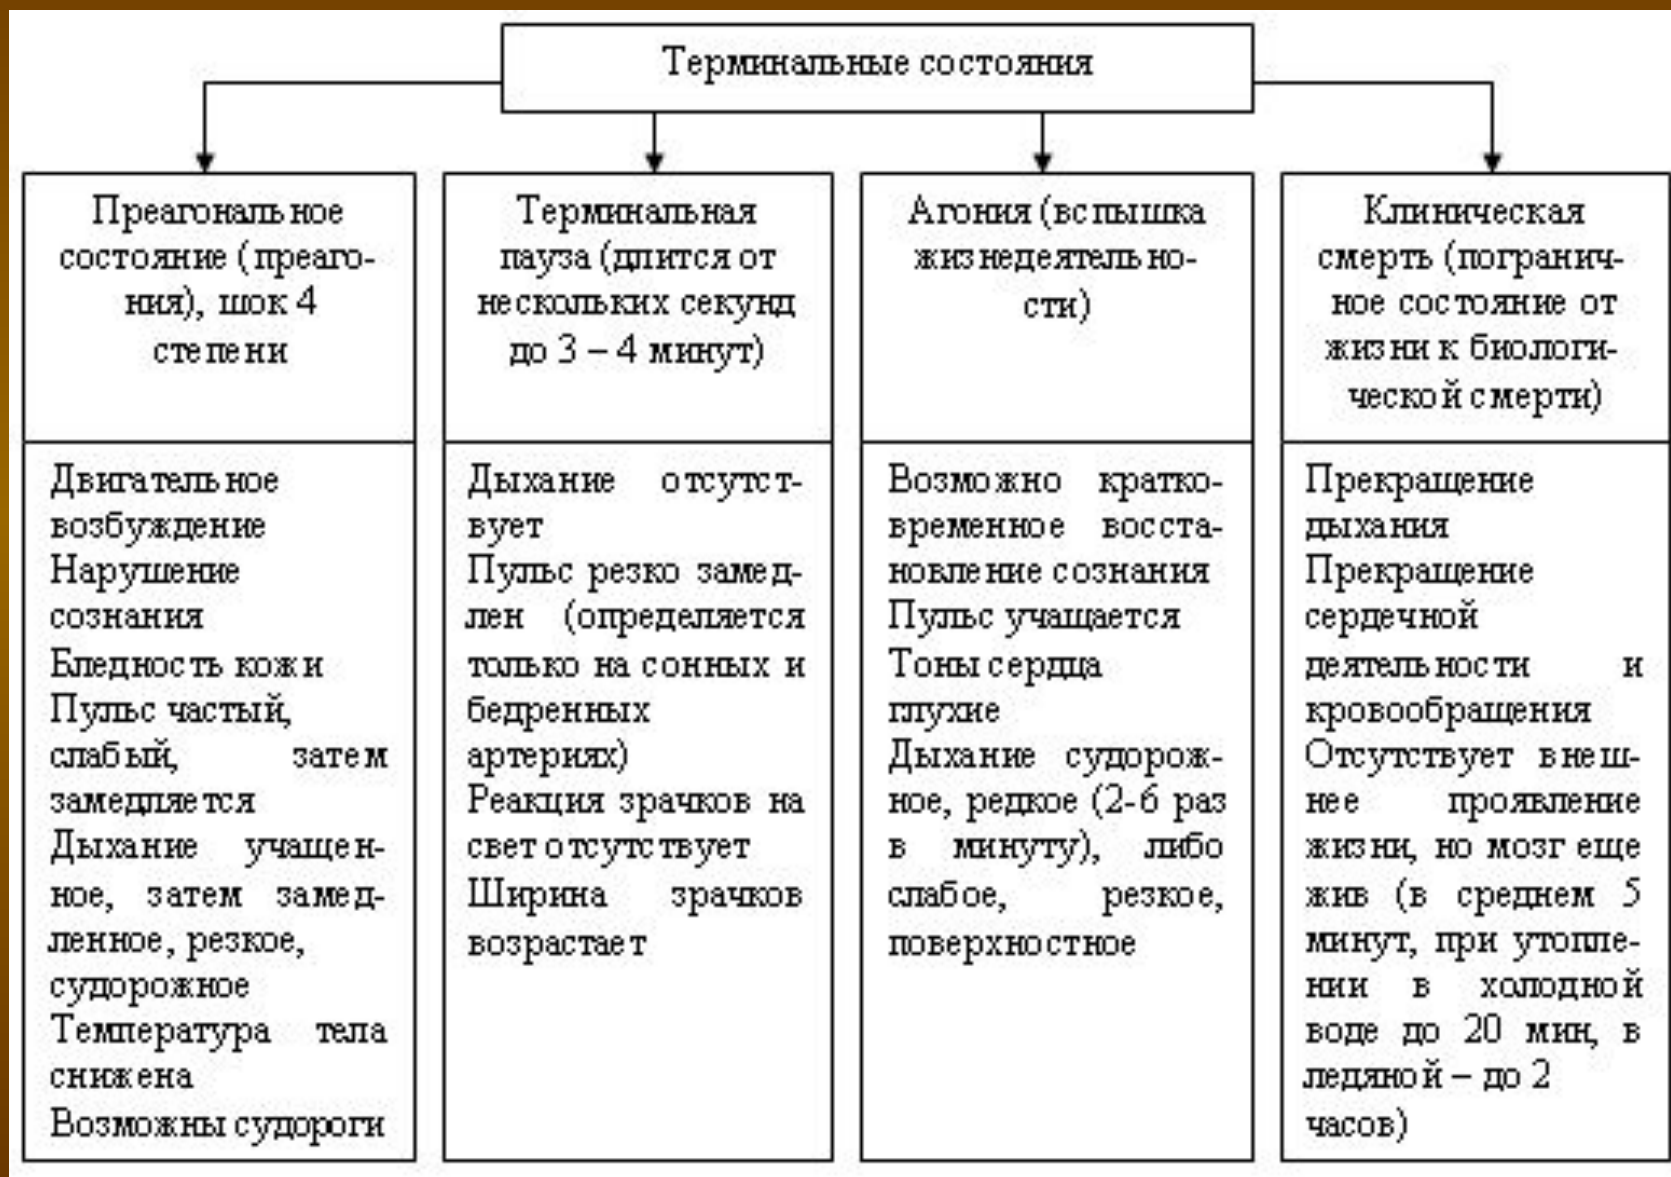 Терминальные состояния
Преагональное
состояние (преаго-
ния), шок 4
степени
Двигательное
возбуждение
Нарушение
сознания
Бледность кожи
Пульс частый,
слабый, затем
замедляется
Дыхание учащен-
ное, затем замед-
ленное, резкое,
судорожное
Температура тела
снижена
Возможны судороги
Терминальная
пауза (длится от
нескольких секунд
до 3 – 4 минут)
Дыхание отсутст-
вует
Пульс резко замед-
лен (определяется
только на сонных и
бедренных
артериях)
Реакция зрачков на
свет отсутствует
Ширина зрачков
возрастает
Агония (вспышка
жизнедеятельно-
сти)
Возможно кратко-
временное восста-
новление сознания
Пульс учащается
Тоны сердца
глухие
Дыхание судорож-
ное, редкое (2-6 раз
в минуту), либо
слабое, резкое,
поверхностное
Клиническая
смерть (погранич-
ное состояние от
жизни к биологи-
ческой смерти)
Прекращение
дыхания
Прекращение
сердечной
деятельности и
кровообращения
Отсутствует внеш-
нее проявление
жизни, но мозг еще
жив (в среднем 5
минут, при утопле-
нии в холодной
воде до 20 мин, в
ледяной – до 2
часов)